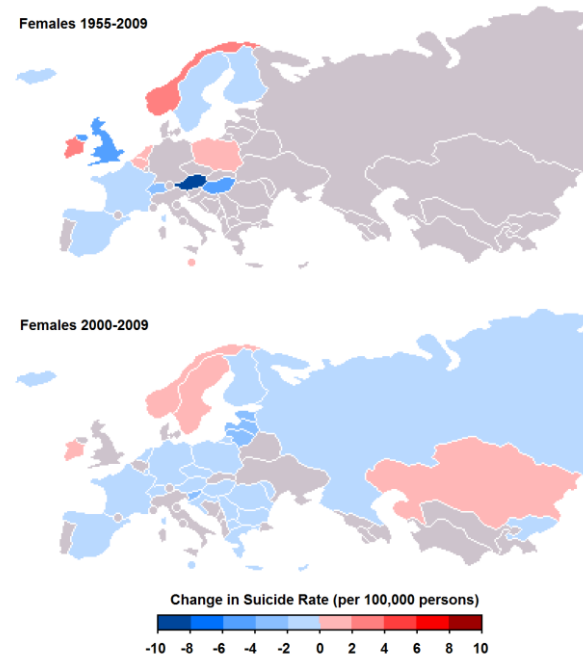 Females 1955-2009
Females 2000-2009
Change in Suicide Rate (per 100,000 persons)
-10 -8 -6 -4 -2 0 2 4 6 8 10